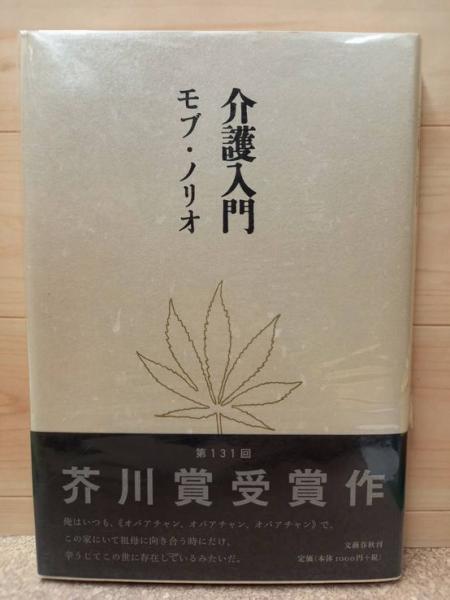 介護入門
モブ・ノリオ
第131回
芥川賞受賞作
俺はいつも、《オバアチャン、オバアチャン、オバアチャン》で。
この家にいて祖母に向き合う時にだけ、
辛うじてこの世に存在しているみたいだ。
文藝春秋刊
定価(本体1000円+税)